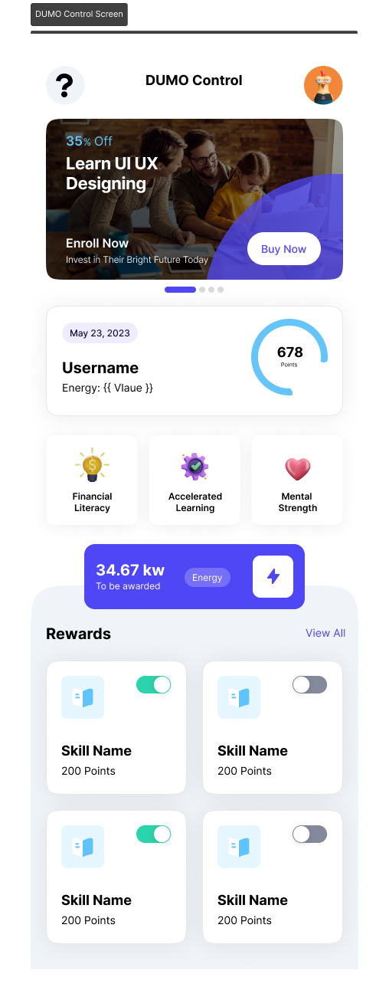 DUMO Control Screen
?
DUMO Control
35% Off
Learn UI UX
Designing
Enroll Now
Invest in Their Bright Future Today
Buy Now
May 23, 2023
Username
Energy: {{ Vlaue }}
678
Points
Financial
Literacy
Accelerated
Learning
Mental
Strength
34.67 kw
To be awarded
Energy
Rewards
View All
Skill Name
200 Points
Skill Name
200 Points
Skill Name
200 Points
Skill Name
200 Points